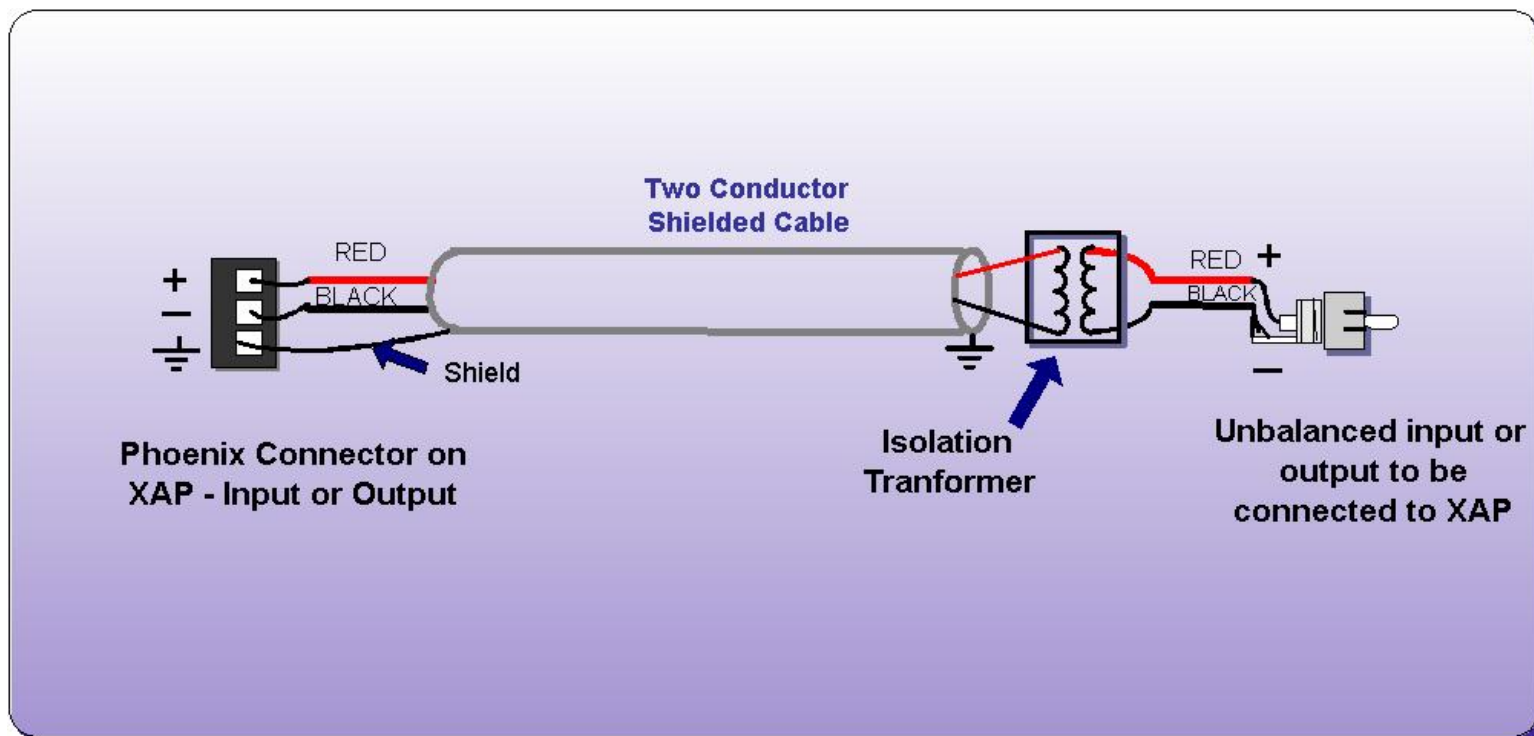 Two Conductor
Shielded Cable
RED
+
BLACK
–
Shield
RED
+
BLACK
–
Phoenix Connector on
XAP - Input or Output
Isolation
Tranformer
Unbalanced input or
output to be
connected to XAP